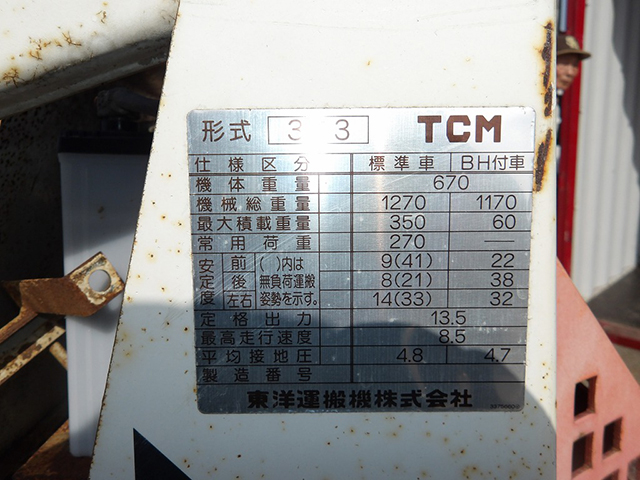 形式 3 3 TCM
仕様区分 標準車 BH付車
機体重量 670
機械総重量 1270 1170
最大積載重量 350 60
常用荷重 270 —
安 前 ( )内は 9(41) 22
定 後 無負荷運搬 8(21) 38
度 左右 姿勢を示す。 14(33) 32
定格出力 13.5
最高走行速度 8.5
平均接地圧 4.8 4.7
製造番号
東洋運搬機株式会社